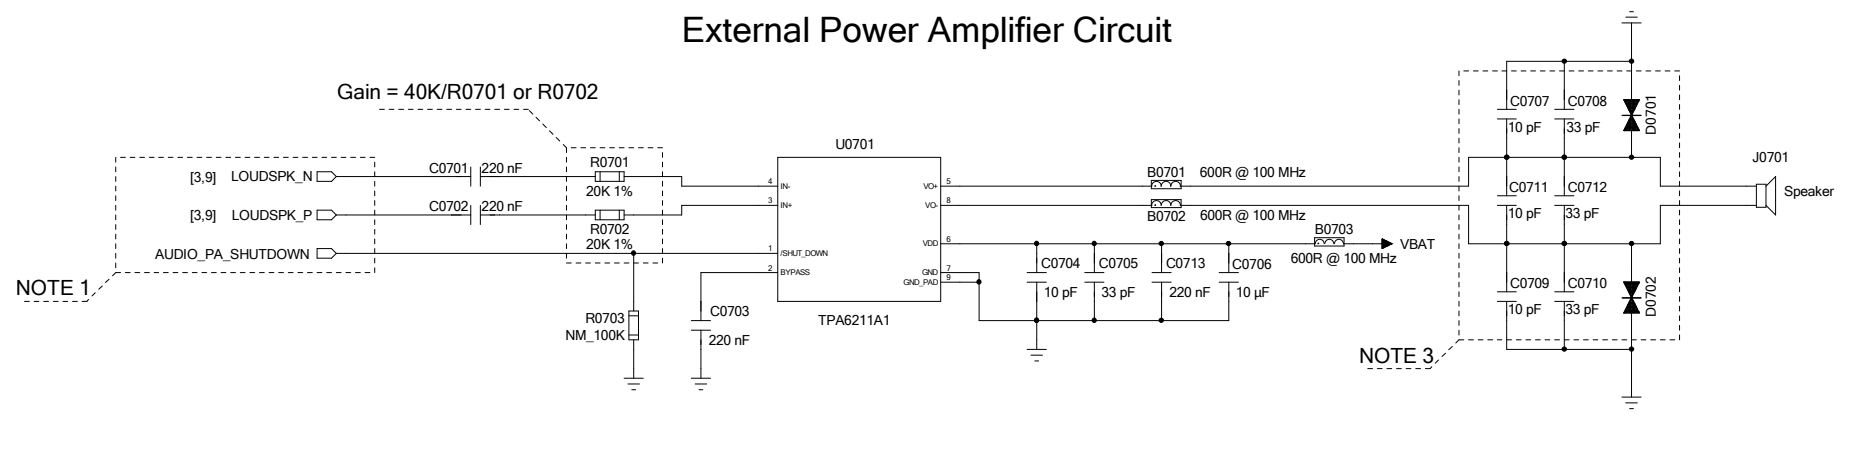 External Power Amplifier Circuit
Gain = 40K/R0701 or R0702
NOTE 1
[3,9] LOUDSPK_N
[3,9] LOUDSPK_P
AUDIO_PA_SHUTDOWN
C0701 220 nF
C0702 220 nF
R0701
20K 1%
R0702
20K 1%
R0703
NM_100K
C0703
220 nF
U0701
4 IN-
3 IN+
1 /SHUT_DOWN
2 BYPASS
VO+ 5
VO- 8
VDD 6
GND 7
GND_PAD 9
TPA6211A1
B0701 600R @ 100 MHz
B0702 600R @ 100 MHz
B0703
600R @ 100 MHz
VBAT
C0704
10 pF
C0705
33 pF
C0713
220 nF
C0706
10 µF
C0707
10 pF
C0708
33 pF
D0701
C0711
10 pF
C0712
33 pF
C0709
10 pF
C0710
33 pF
D0702
NOTE 3
J0701
Speaker